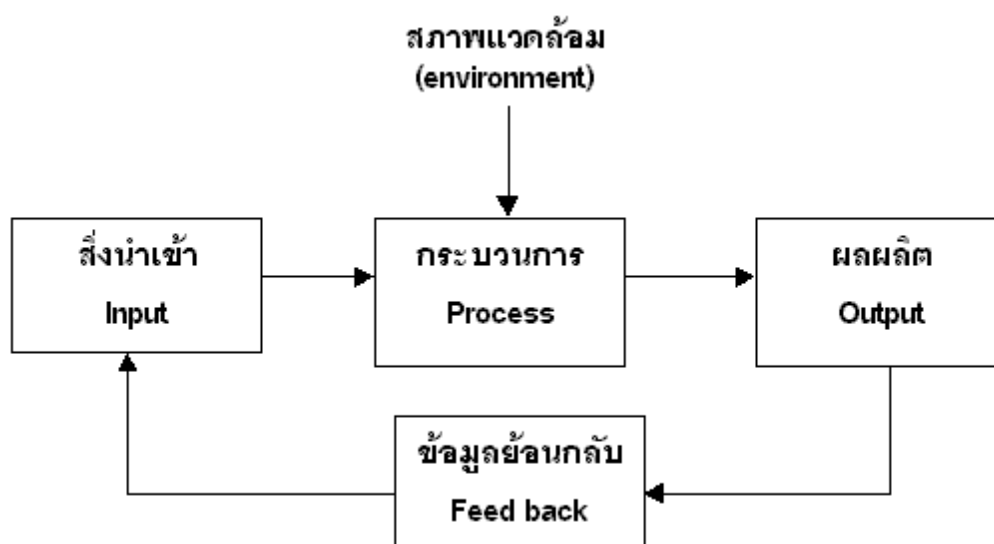 สภาพแวดล้อม
(environment)
สิ่งนำเข้า
Input
กระบวนการ
Process
ผลผลิต
Output
ข้อมูลย้อนกลับ
Feed back